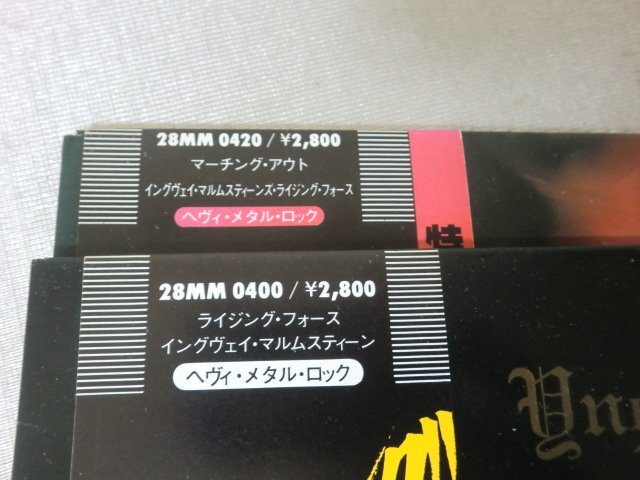 28MM 0420 / ¥2,800
マーチング・アウト
イングヴェイ・マルムスティーンズ・ライジング・フォース
ヘヴィ・メタル・ロック
28MM 0400 / ¥2,800
ライジング・フォース
イングヴェイ・マルムスティーン
ヘヴィ・メタル・ロック